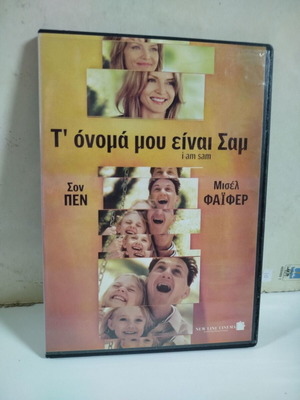 Τ' όνομά μου είναι Σαμ
i am sam
Σον
ΠΕΝ
Μισέλ
ΦΑΪΦΕΡ
NEW LINE CINEMA